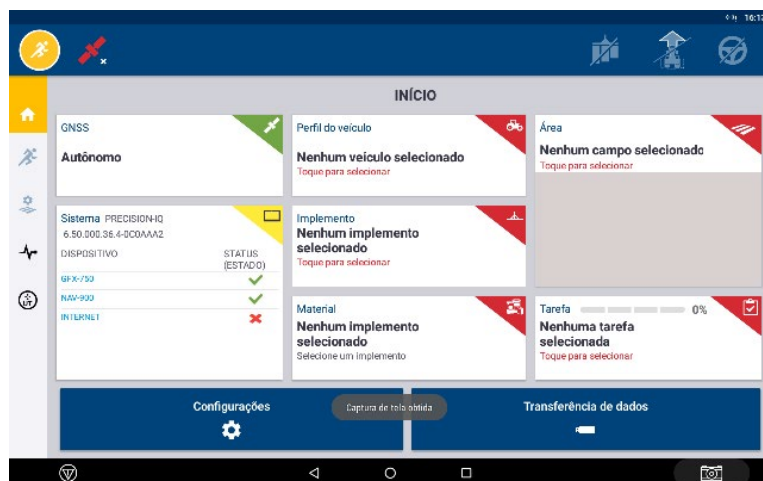 INÍCIO
GNSS
Autônomo
Perfil do veículo
Nenhum veículo selecionado
Toque para selecionar
Área
Nenhum campo selecionado
Toque para selecionar
Sistema PRECISION-IQ
6.50.000.36.4-0C0AAA2
DISPOSITIVO
STATUS
(ESTADO)
GFX-750
NAV-900
INTERNET
Implemento
Nenhum implemento
selecionado
Toque para selecionar
Material
Nenhum implemento
selecionado
Selecione um implemento
Tarefa
0%
Nenhuma tarefa
selecionada
Toque para selecionar
Configurações
Captura de tela obtida
Transferência de dados